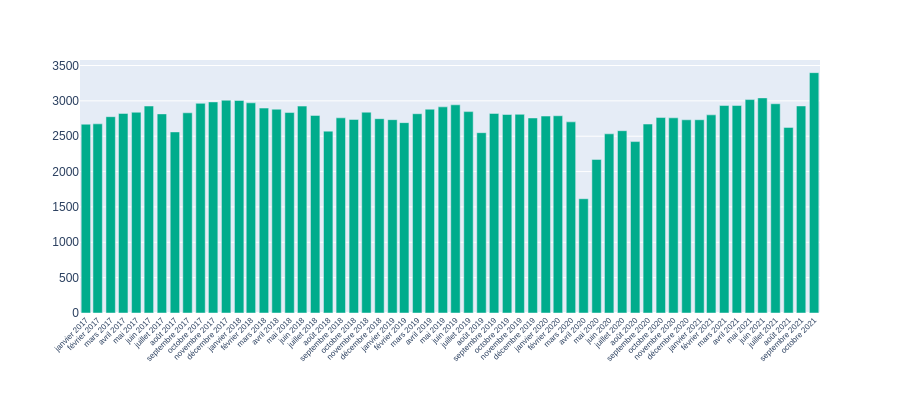 3500
3000
2500
2000
1500
1000
500
0
janvier 2017
février 2017
mars 2017
avril 2017
mai 2017
juin 2017
juillet 2017
août 2017
septembre 2017
octobre 2017
novembre 2017
décembre 2017
janvier 2018
février 2018
mars 2018
avril 2018
mai 2018
juin 2018
juillet 2018
août 2018
septembre 2018
octobre 2018
novembre 2018
décembre 2018
janvier 2019
février 2019
mars 2019
avril 2019
mai 2019
juin 2019
juillet 2019
août 2019
septembre 2019
octobre 2019
novembre 2019
décembre 2019
janvier 2020
février 2020
mars 2020
avril 2020
mai 2020
juin 2020
juillet 2020
août 2020
septembre 2020
octobre 2020
novembre 2020
décembre 2020
janvier 2021
février 2021
mars 2021
avril 2021
mai 2021
juin 2021
juillet 2021
août 2021
septembre 2021
octobre 2021